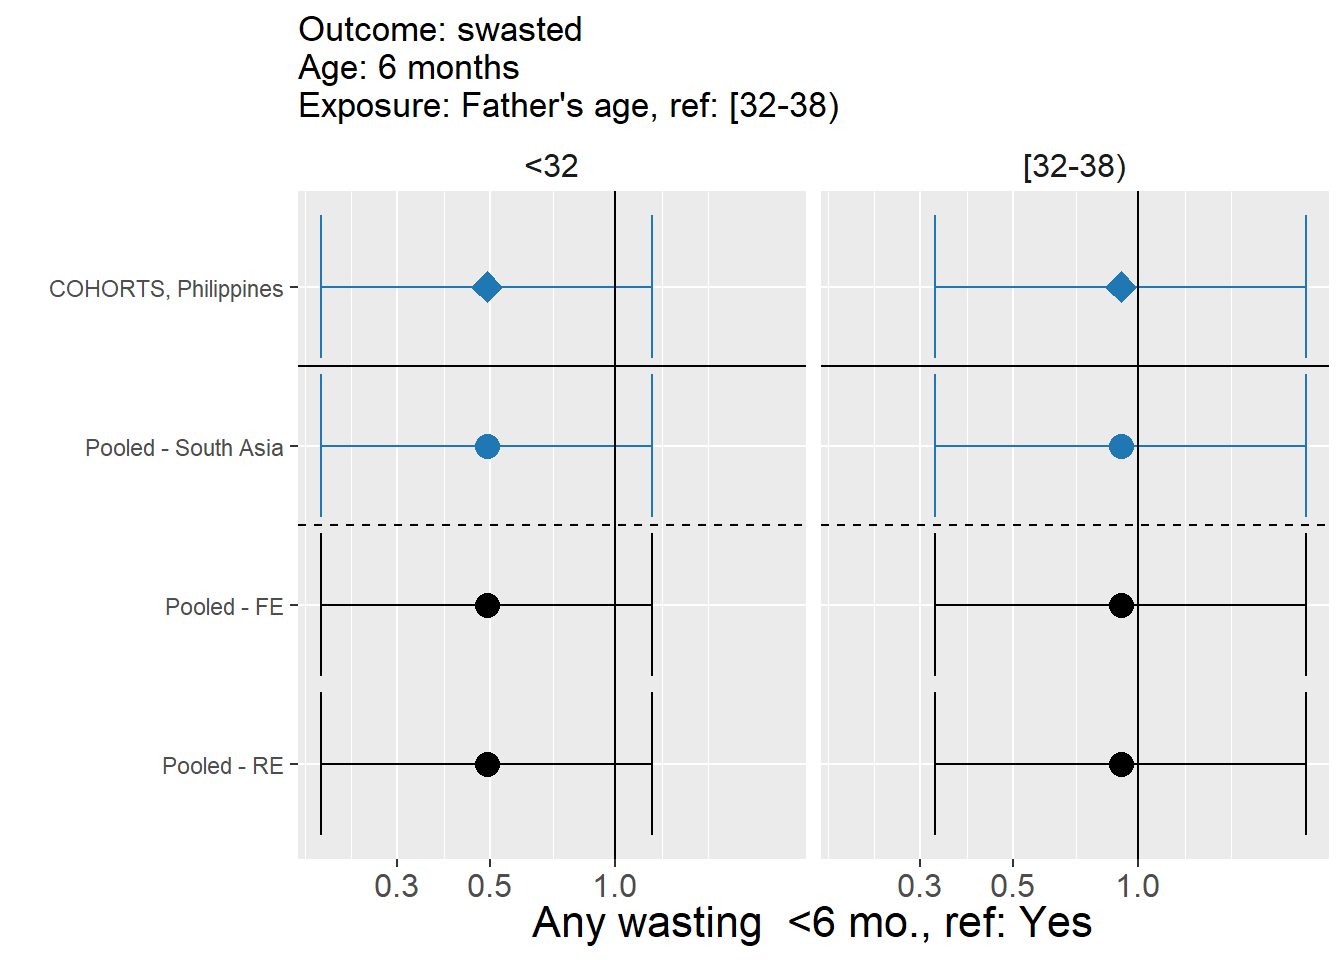 Outcome: swasted
Age: 6 months
Exposure: Father's age, ref: [32-38)
<32
[32-38)
COHORTS, Philippines
Pooled - South Asia
Pooled - FE
Pooled - RE
0.3 0.5 1.0 0.3 0.5 1.0
Any wasting  <6 mo., ref: Yes